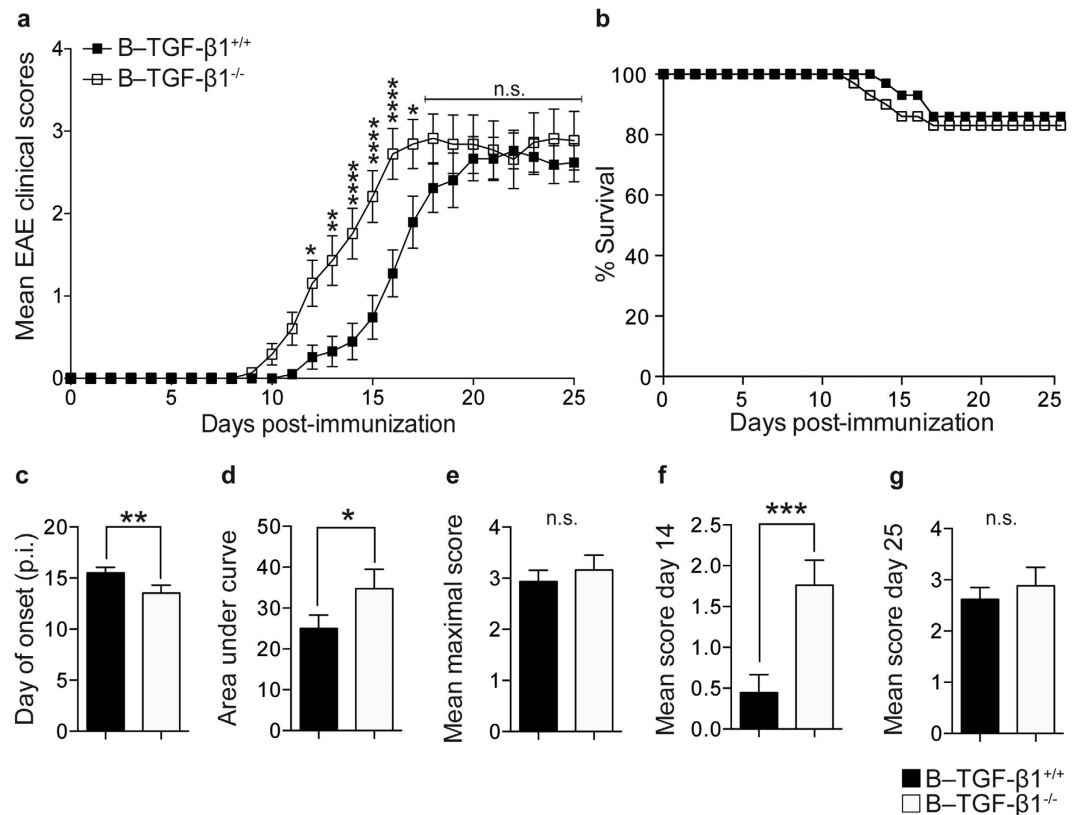 a
B–TGF-β1+/+
B–TGF-β1-/-
Mean EAE clinical scores
4
3
2
1
0
* ** **** **** **** *
n.s.
0 5 10 15 20 25
Days post-immunization
b
% Survival
100
80
60
40
20
0
0 5 10 15 20 25
Days post-immunization
c
Day of onset (p.i.)
20
15
10
5
0
**
d
Area under curve
50
40
30
20
10
0
*
e
Mean maximal score
4
3
2
1
0
n.s.
f
Mean score day 14
2.5
2.0
1.5
1.0
0.5
0.0
***
g
Mean score day 25
4
3
2
1
0
n.s.
B–TGF-β1+/+
B–TGF-β1-/-